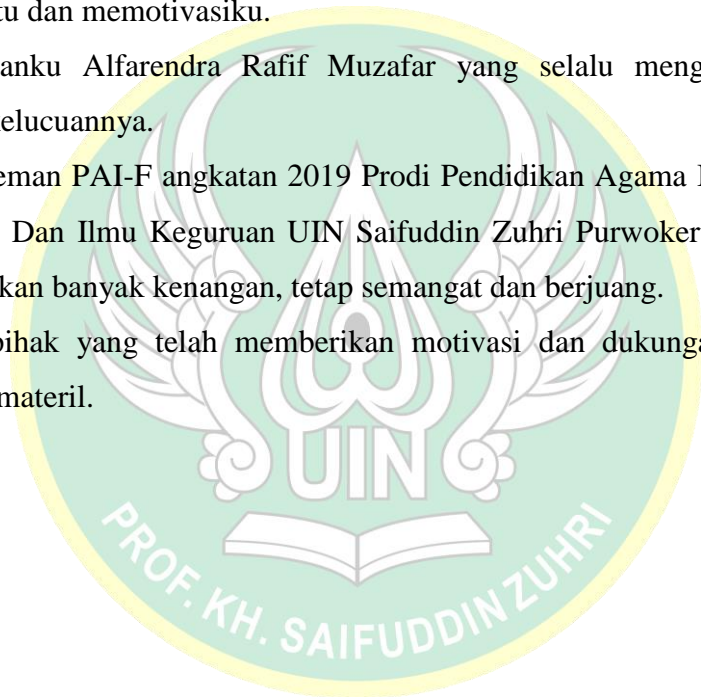 tu dan memotivasiku.
anku Alfarendra Rafif Muzafar yang selalu meng
elucuannya.
eman PAI-F angkatan 2019 Prodi Pendidikan Agama I
Dan Ilmu Keguruan UIN Saifuddin Zuhri Purwoker
kan banyak kenangan, tetap semangat dan berjuang.
pihak yang telah memberikan motivasi dan dukunga
materil.
UIN
PROF. KH. SAIFUDDIN ZUHRI